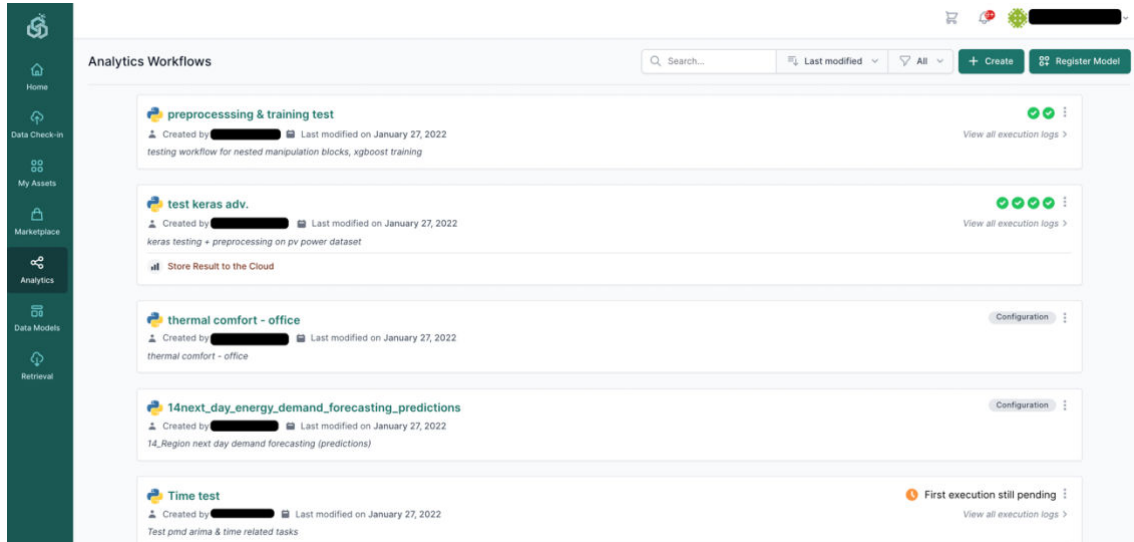 Analytics Workflows
Search...
Last modified
All
+ Create
Register Model
Home
Data Check-in
My Assets
Marketplace
Analytics
Data Models
Retrieval
preprocesssing & training test
Created by
Last modified on January 27, 2022
View all execution logs >
testing workflow for nested manipulation blocks, xgboost training
test keras adv.
Created by
Last modified on January 27, 2022
View all execution logs >
keras testing + preprocessing on pv power dataset
Store Result to the Cloud
thermal comfort - office
Configuration
Created by
Last modified on January 27, 2022
thermal comfort - office
14next_day_energy_demand_forecasting_predictions
Configuration
Created by
Last modified on January 27, 2022
14_Region next day demand forecasting (predictions)
Time test
First execution still pending
Created by
Last modified on January 27, 2022
View all execution logs >
Test pmd arima & time related tasks